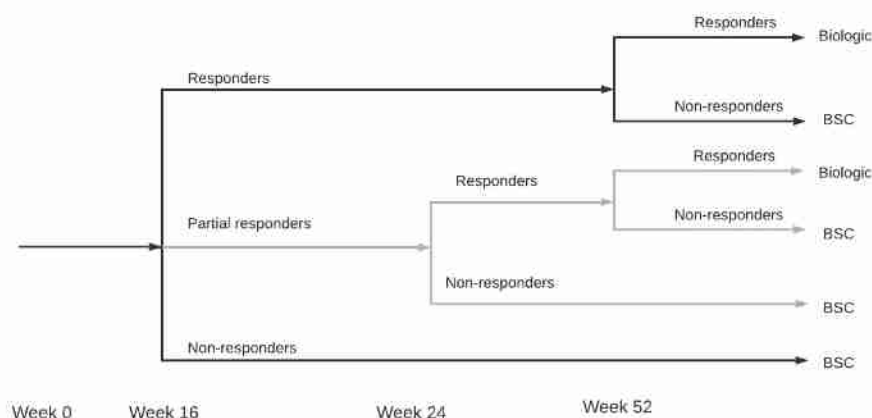 Responders
Biologic
Responders
Non-responders
BSC
Responders
Biologic
Responders
Partial responders
Non-responders
BSC
Non-responders
BSC
Non-responders
BSC
Week 0
Week 16
Week 24
Week 52